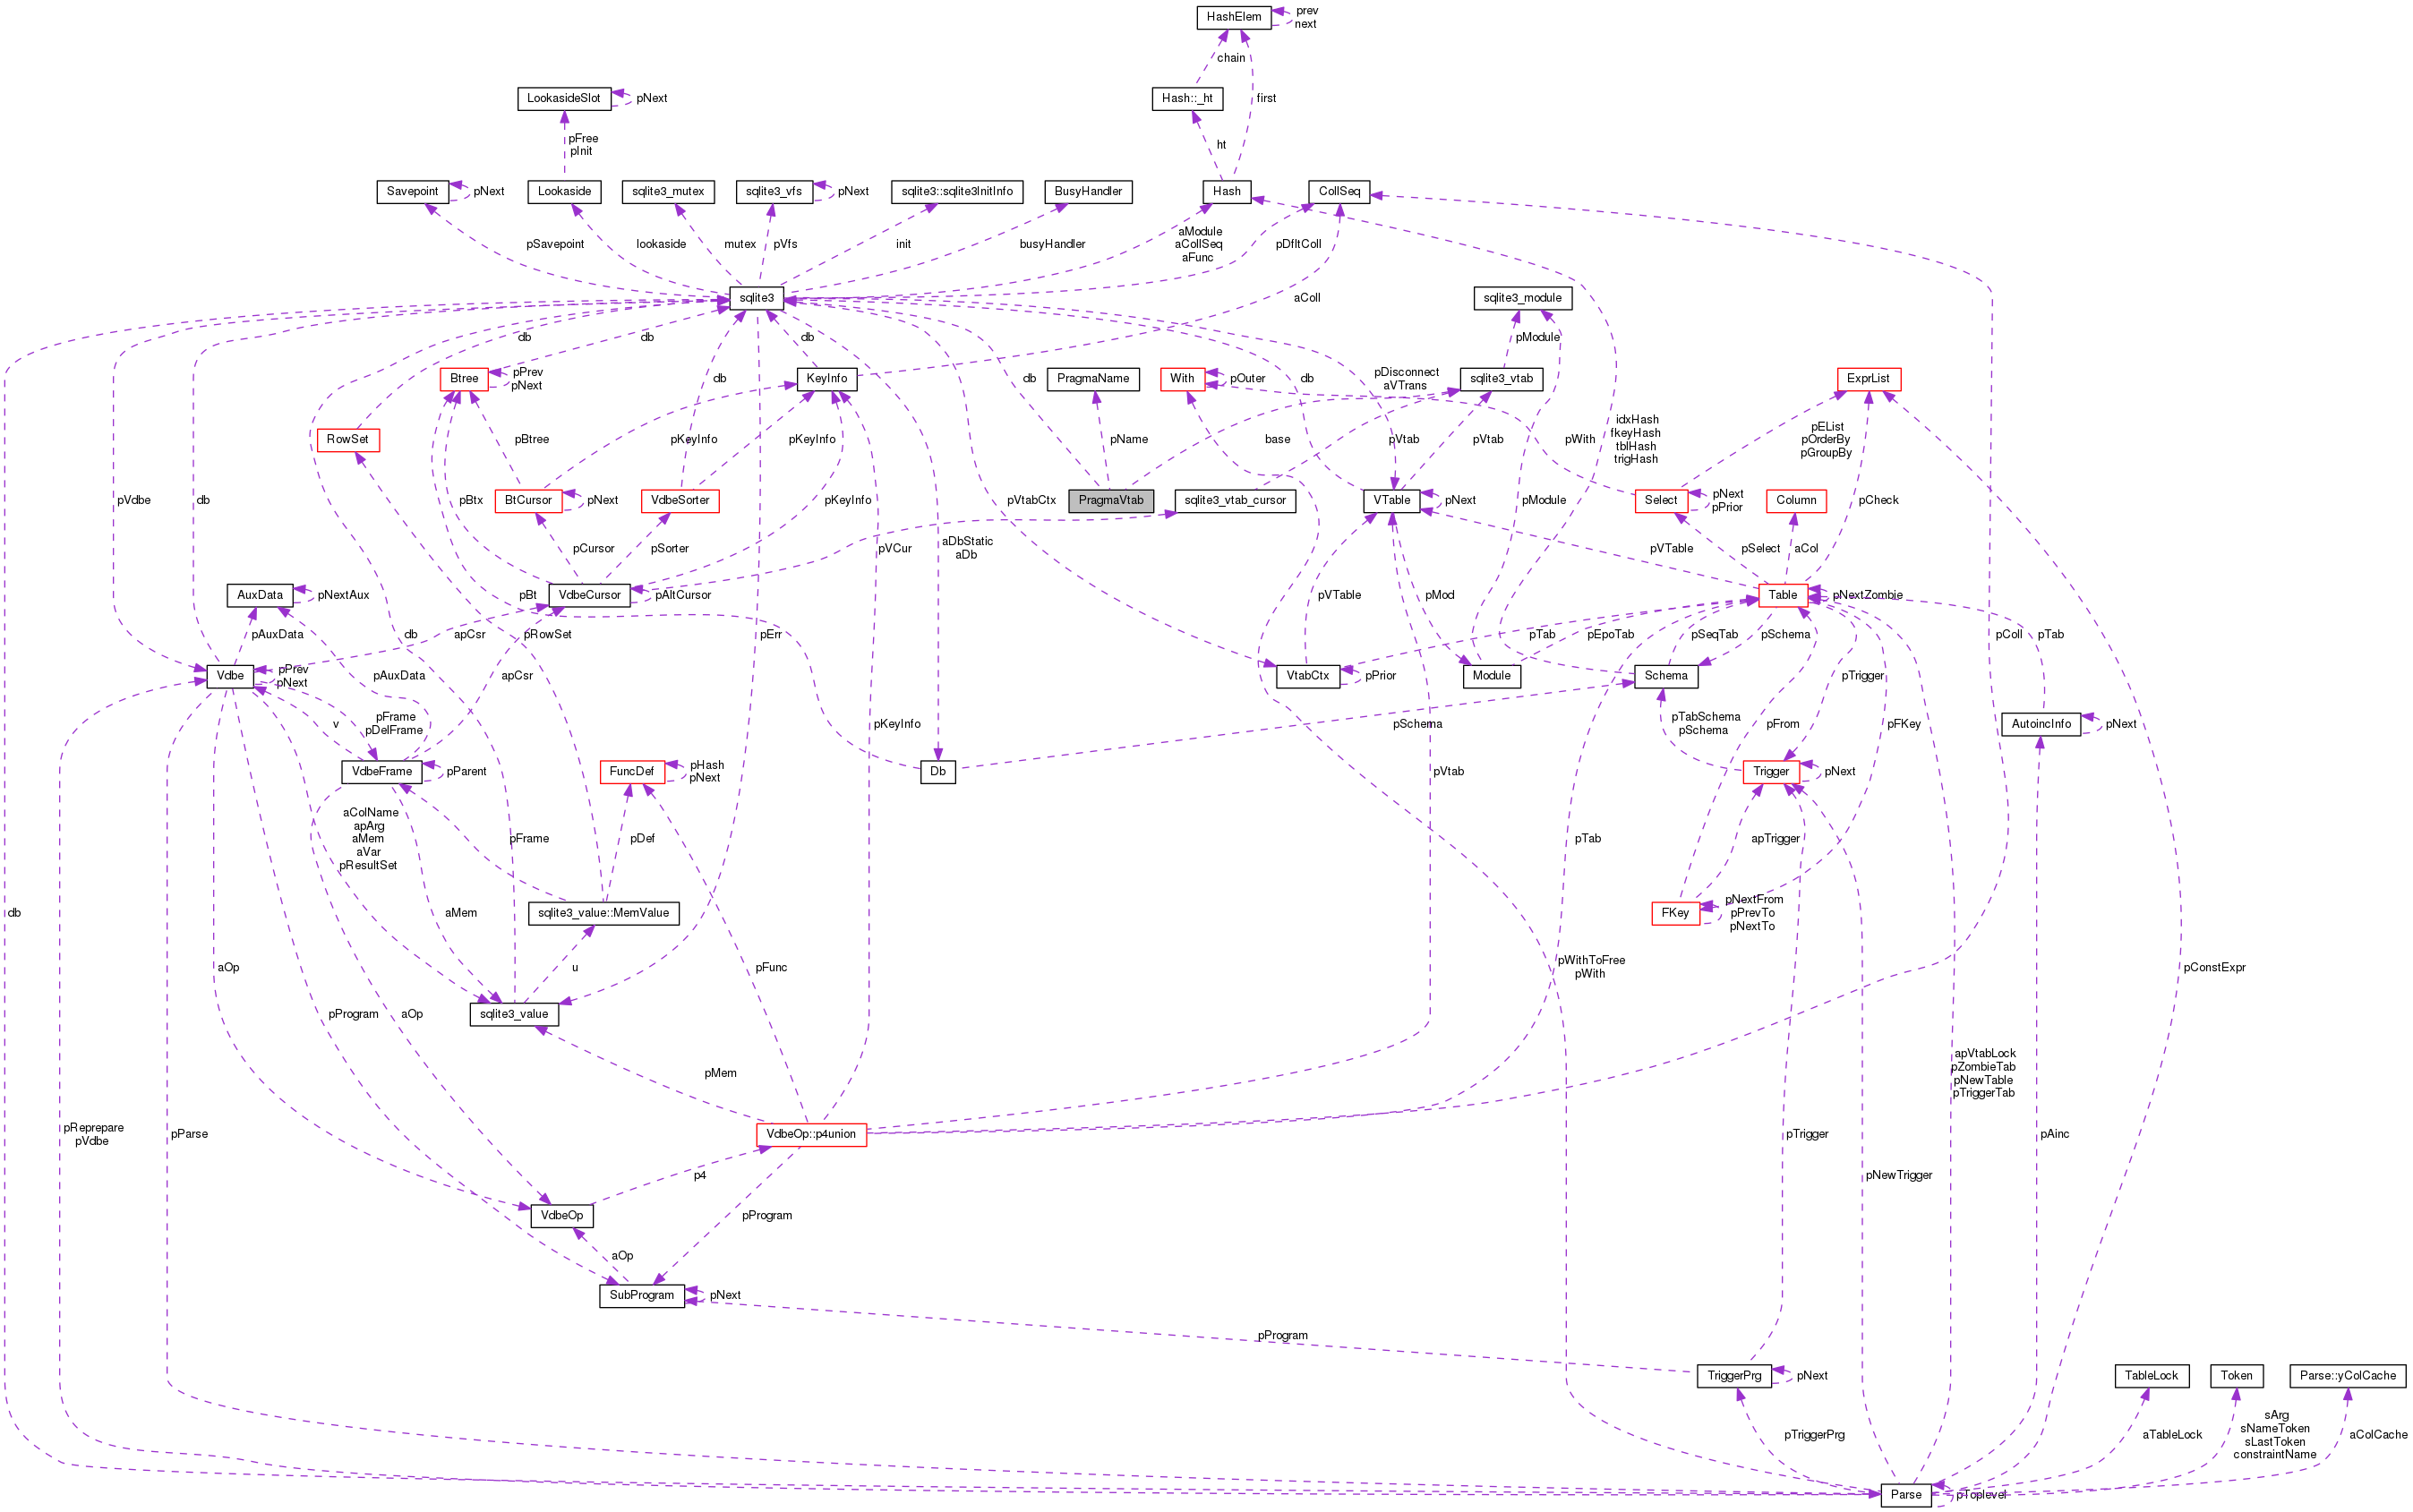 HashElem
prev
next
chain
LookasideSlot
pNext
Hash::_ht
first
pFree
pInit
ht
Savepoint
pNext
Lookaside
sqlite3_mutex
sqlite3_vfs
pNext
sqlite3::sqlite3InitInfo
BusyHandler
Hash
CollSeq
pSavepoint
lookaside
mutex
pVfs
init
busyHandler
aModule
aCollSeq
aFunc
pDfltColl
sqlite3
aColl
sqlite3_module
db
db
db
pModule
Btree
pPrev
pNext
db
KeyInfo
db
PragmaName
With
pOuter
db
pDisconnect
aVTrans
sqlite3_vtab
ExprList
RowSet
pBtree
pKeyInfo
pKeyInfo
pName
base
pVtab
pVtab
pWith
idxHash
fkeyHash
tblHash
trigHash
pEList
pOrderBy
pGroupBy
pVdbe
db
pBtx
BtCursor
pNext
VdbeSorter
pKeyInfo
pVtabCtx
PragmaVtab
sqlite3_vtab_cursor
VTable
pNext
pModule
Select
pNext
pPrior
Column
pCheck
pCursor
pSorter
pVCur
aDbStatic
aDb
pVTable
pSelect
aCol
AuxData
pNextAux
pBt
VdbeCursor
pAltCursor
pVTable
pMod
Table
pNextZombie
pAuxData
db
apCsr
pRowSet
pErr
pTab
pEpoTab
pSeqTab
pSchema
pColl
pTab
Vdbe
pPrev
pNext
pAuxData
apCsr
VtabCtx
pPrior
Module
Schema
pTrigger
v
pFrame
pDelFrame
pKeyInfo
pSchema
pTabSchema
pSchema
pFrom
pFKey
AutoincInfo
pNext
VdbeFrame
pParent
FuncDef
pHash
pNext
Db
pVtab
Trigger
pNext
aColName
apArg
aMem
aVar
pResultSet
pFrame
pDef
pTab
apTrigger
db
aMem
sqlite3_value::MemValue
FKey
pNextFrom
pPrevTo
pNextTo
aOp
u
pFunc
pWithToFree
pWith
pConstExpr
pProgram
aOp
sqlite3_value
pMem
apVtabLock
pZombieTab
pNewTable
pTriggerTab
pReprepare
pVdbe
pParse
VdbeOp::p4union
pTrigger
pAinc
p4
pNewTrigger
VdbeOp
pProgram
aOp
SubProgram
pNext
pProgram
TriggerPrg
pNext
TableLock
Token
Parse::yColCache
pTriggerPrg
aTableLock
sArg
sNameToken
sLastToken
constraintName
aColCache
Parse
pToplevel